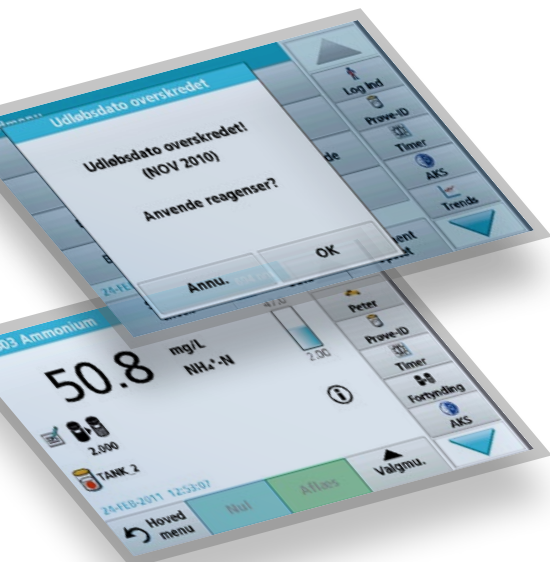 Udløbsdato overskredet
Udløbsdato overskredet!
(NOV 2010)
Anvende reagenser?
Annu.
OK
Log ind
Prøve-ID
Timer
AKS
Trends
03 Ammonium
50.8
mg/L
NH₄⁺-N
2.00
2.000
TANK_2
24-FEB-2011 12:53:07
Hoved
menu
Nul
Aflæs
Valgmu.
Peter
Prøve-ID
Timer
Fortynding
AKS